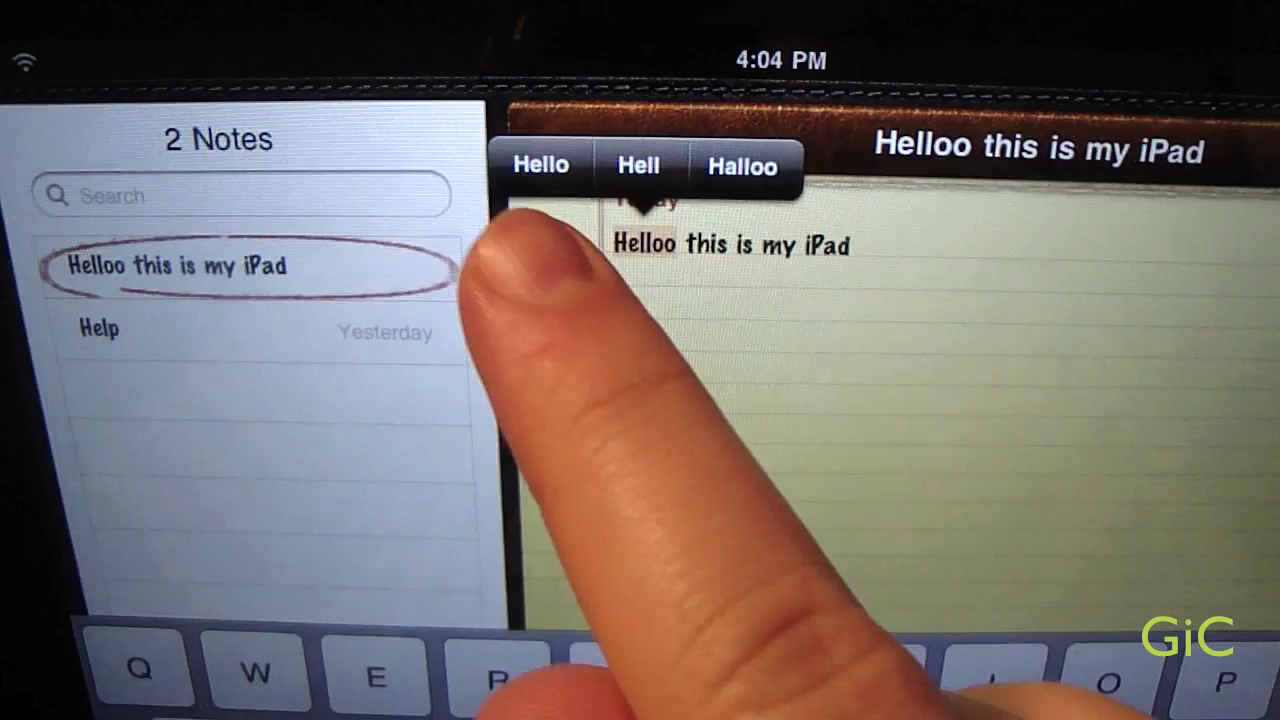 4:04 PM
2 Notes
Search
Helloo this is my iPad
Help Yesterday
Hello Hell Halloo
Helloo this is my iPad
Today
Helloo this is my iPad
Q W E R O P
GiC